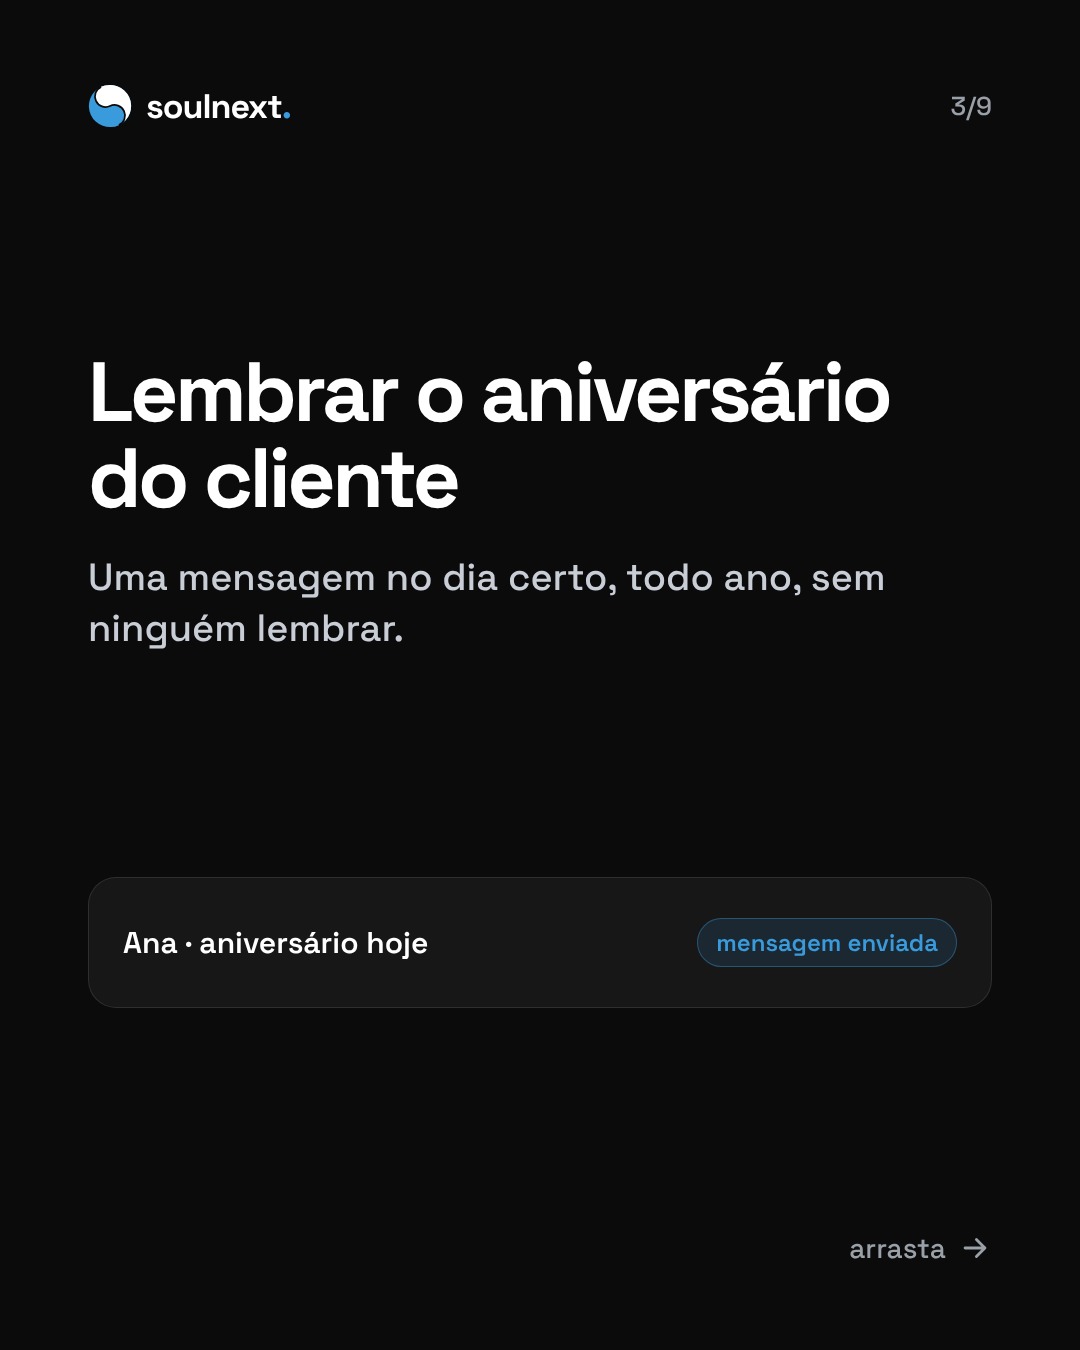 soulnext.
3/9
Lembrar o aniversário
do cliente
Uma mensagem no dia certo, todo ano, sem
ninguém lembrar.
Ana · aniversário hoje
mensagem enviada
arrasta →